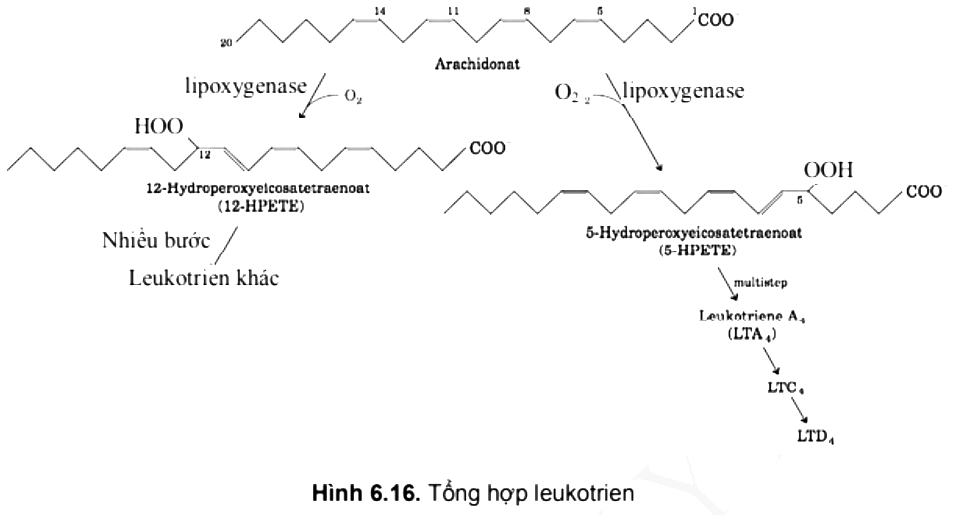 20 14 11 8 5 1 COO⁻
Arachidonat
lipoxygenase O₂
O₂ ₂ lipoxygenase
HOO
12 COO⁻
12-Hydroperoxyeicosatetraenoat
(12-HPETE)
OOH
5 COO
5-Hydroperoxyeicosatetraenoat
(5-HPETE)
Nhiều bước
Leukotrien khác
multistep
Leukotriene A₄
(LTA₄)
LTC₄
LTD₄
Hình 6.16. Tổng hợp leukotrien